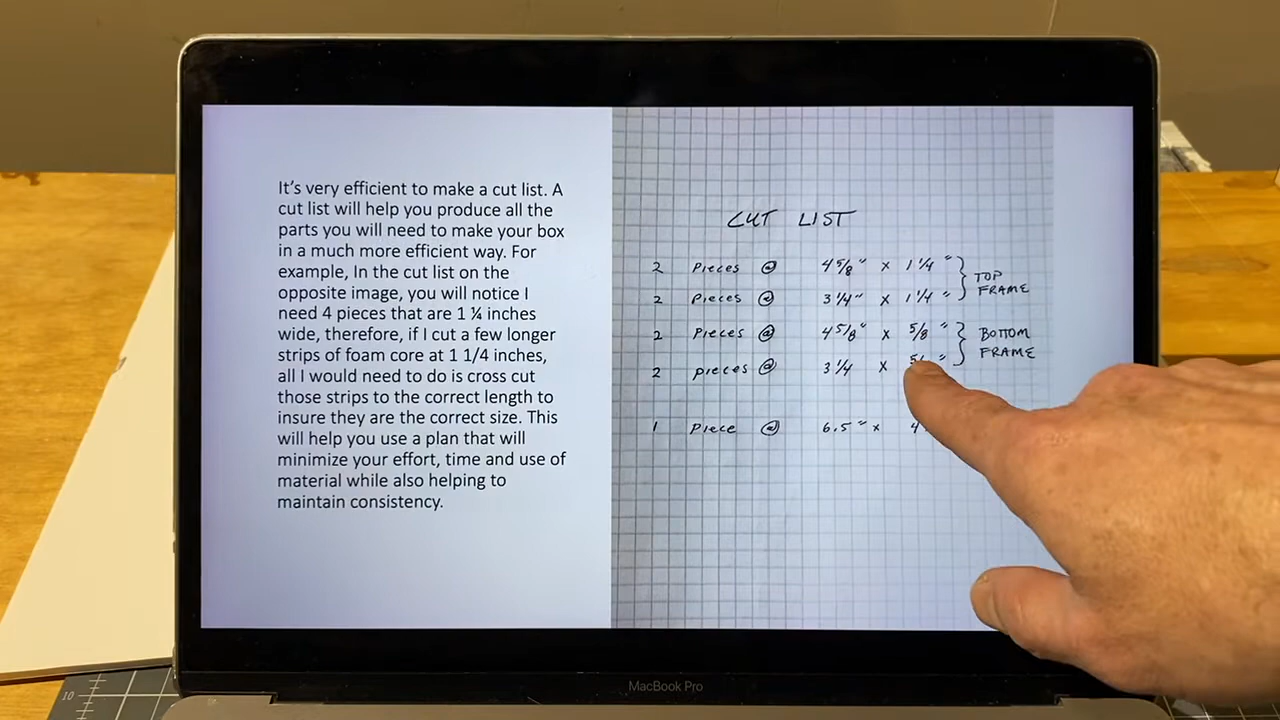 It's very efficient to make a cut list. A
cut list will help you produce all the
parts you will need to make your box
in a much more efficient way. For
example, In the cut list on the
opposite image, you will notice I
need 4 pieces that are 1 ¼ inches
wide, therefore, if I cut a few longer
strips of foam core at 1 1/4 inches,
all I would need to do is cross cut
those strips to the correct length to
insure they are the correct size. This
will help you use a plan that will
minimize your effort, time and use of
material while also helping to
maintain consistency.
CUT LIST
2 Pieces @ 4 5/8" x 1 1/4"
2 Pieces @ 3 1/4" x 1 1/4"
TOP
FRAME
2 Pieces @ 4 5/8" x 5/8"
2 pieces @ 3 1/4 x
BOTTOM
FRAME
1 Piece @ 6.5" x
MacBook Pro
10